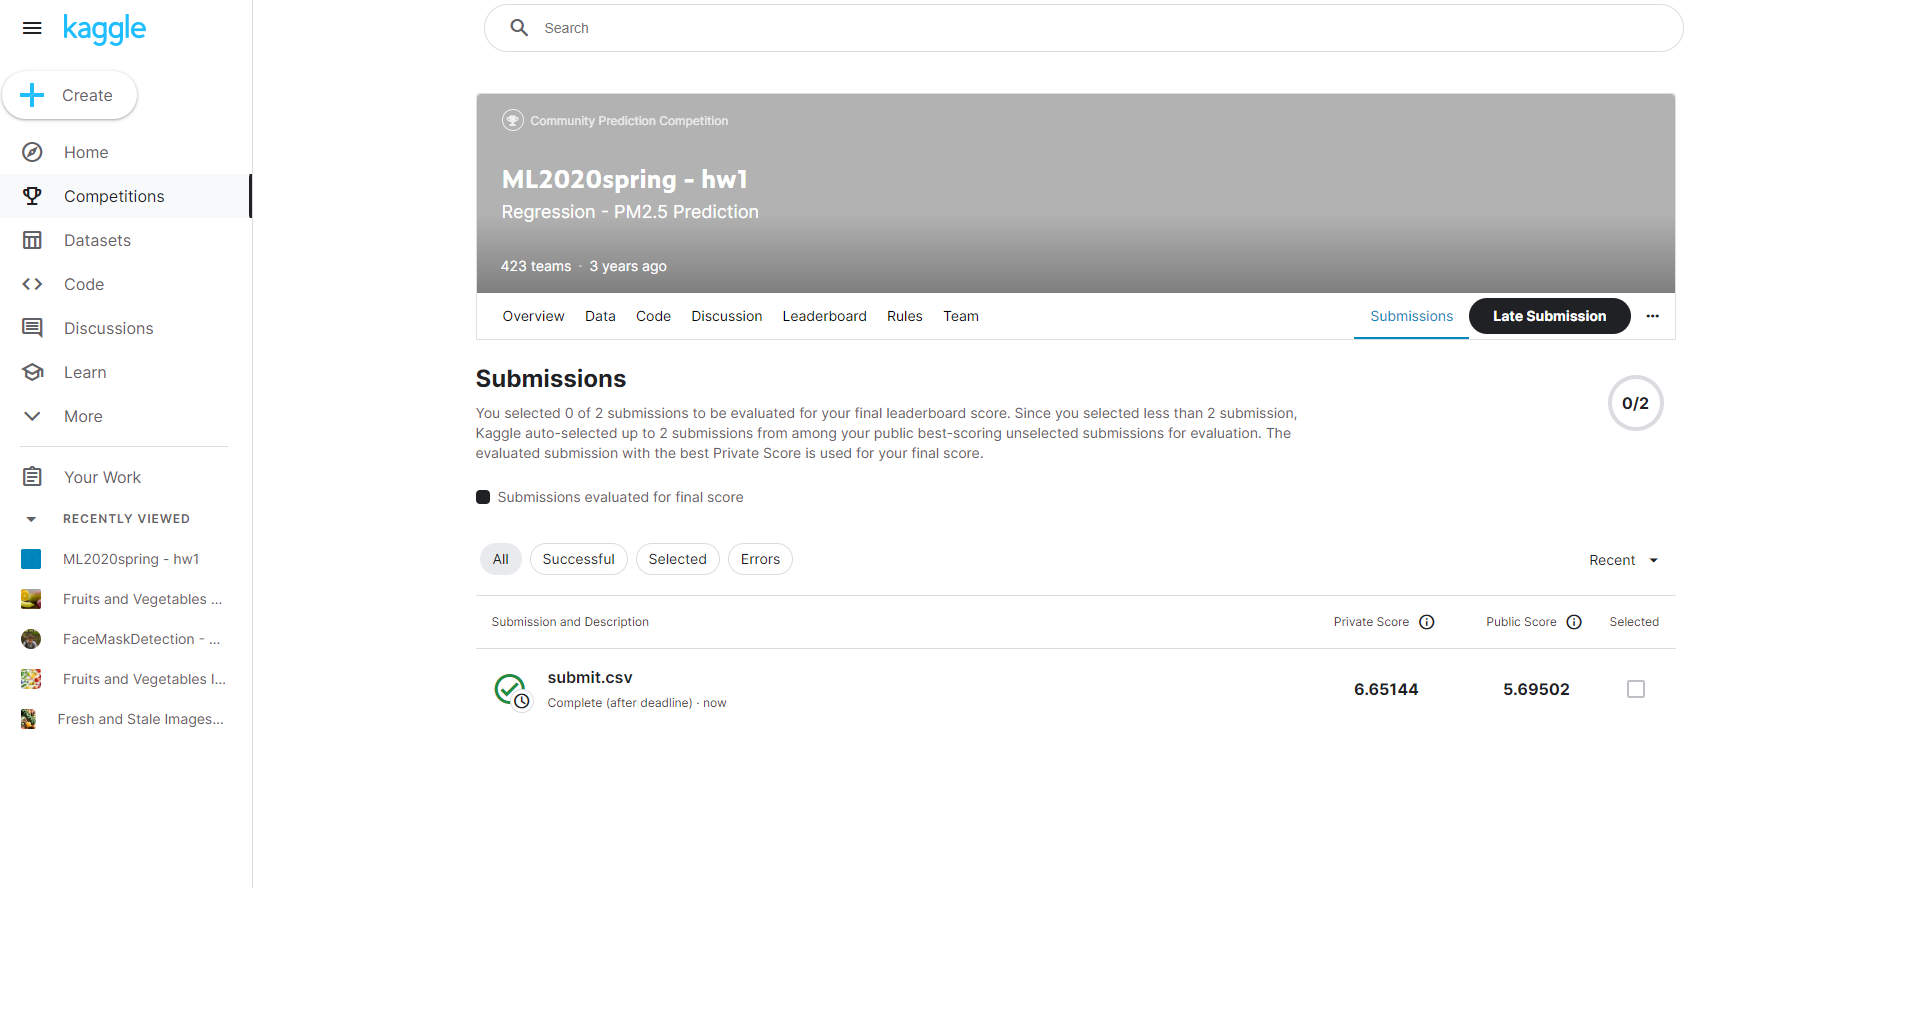 kaggle
Search
Create
Home
Competitions
Datasets
Code
Discussions
Learn
More
Your Work
RECENTLY VIEWED
ML2020spring - hw1
Fruits and Vegetables ...
FaceMaskDetection - ...
Fruits and Vegetables I...
Fresh and Stale Images...
Community Prediction Competition
ML2020spring - hw1
Regression - PM2.5 Prediction
423 teams · 3 years ago
Overview Data Code Discussion Leaderboard Rules Team Submissions Late Submission ...
Submissions
You selected 0 of 2 submissions to be evaluated for your final leaderboard score. Since you selected less than 2 submission,
Kaggle auto-selected up to 2 submissions from among your public best-scoring unselected submissions for evaluation. The
evaluated submission with the best Private Score is used for your final score.
0/2
Submissions evaluated for final score
All Successful Selected Errors Recent
Submission and Description Private Score Public Score Selected
submit.csv
Complete (after deadline) · now
6.65144 5.69502